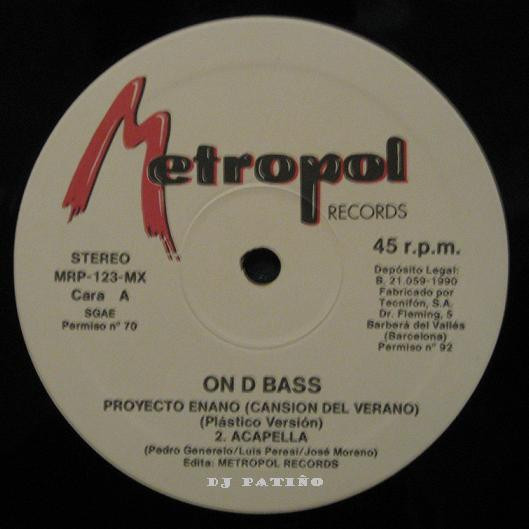 Metropol
RECORDS
STEREO
MRP-123-MX
Cara A
SGAE
Permiso nº 70
45 r.p.m.
Depósito Legal:
B. 21.059-1990
Fabricado por
Tecnifón, S.A.
Dr. Fleming, 5
Barberá del Vallés
(Barcelona)
Permiso nº 92
ON D BASS
PROYECTO ENANO (CANSION DEL VERANO)
(Plástico Versión)
2. ACAPELLA
(Pedro Generelo/Luis Peresi/José Moreno)
Edita: METROPOL RECORDS
DJ PATIÑO